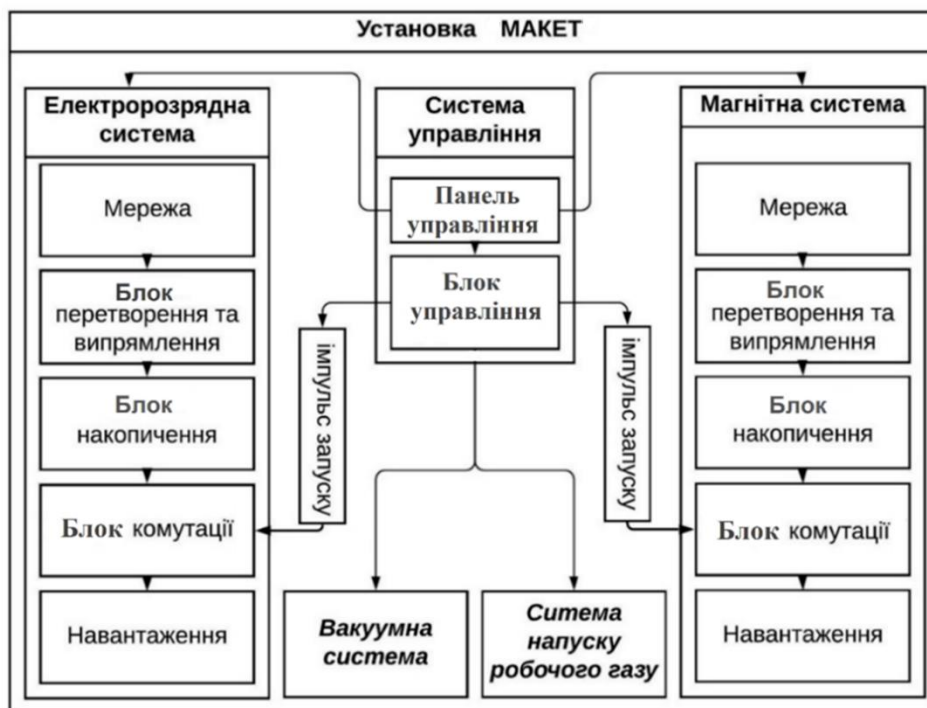 Установка МАКЕТ
Електророзрядна
система
Мережа
Блок
перетворення та
випрямлення
Блок
накопичення
Блок комутації
Навантаження
Система
управління
Панель
управління
Блок
управління
імпульс запуску
імпульс запуску
Вакуумна
система
Ситема
напуску
робочого газу
Магнітна система
Мережа
Блок
перетворення та
випрямлення
Блок
накопичення
Блок комутації
Навантаження